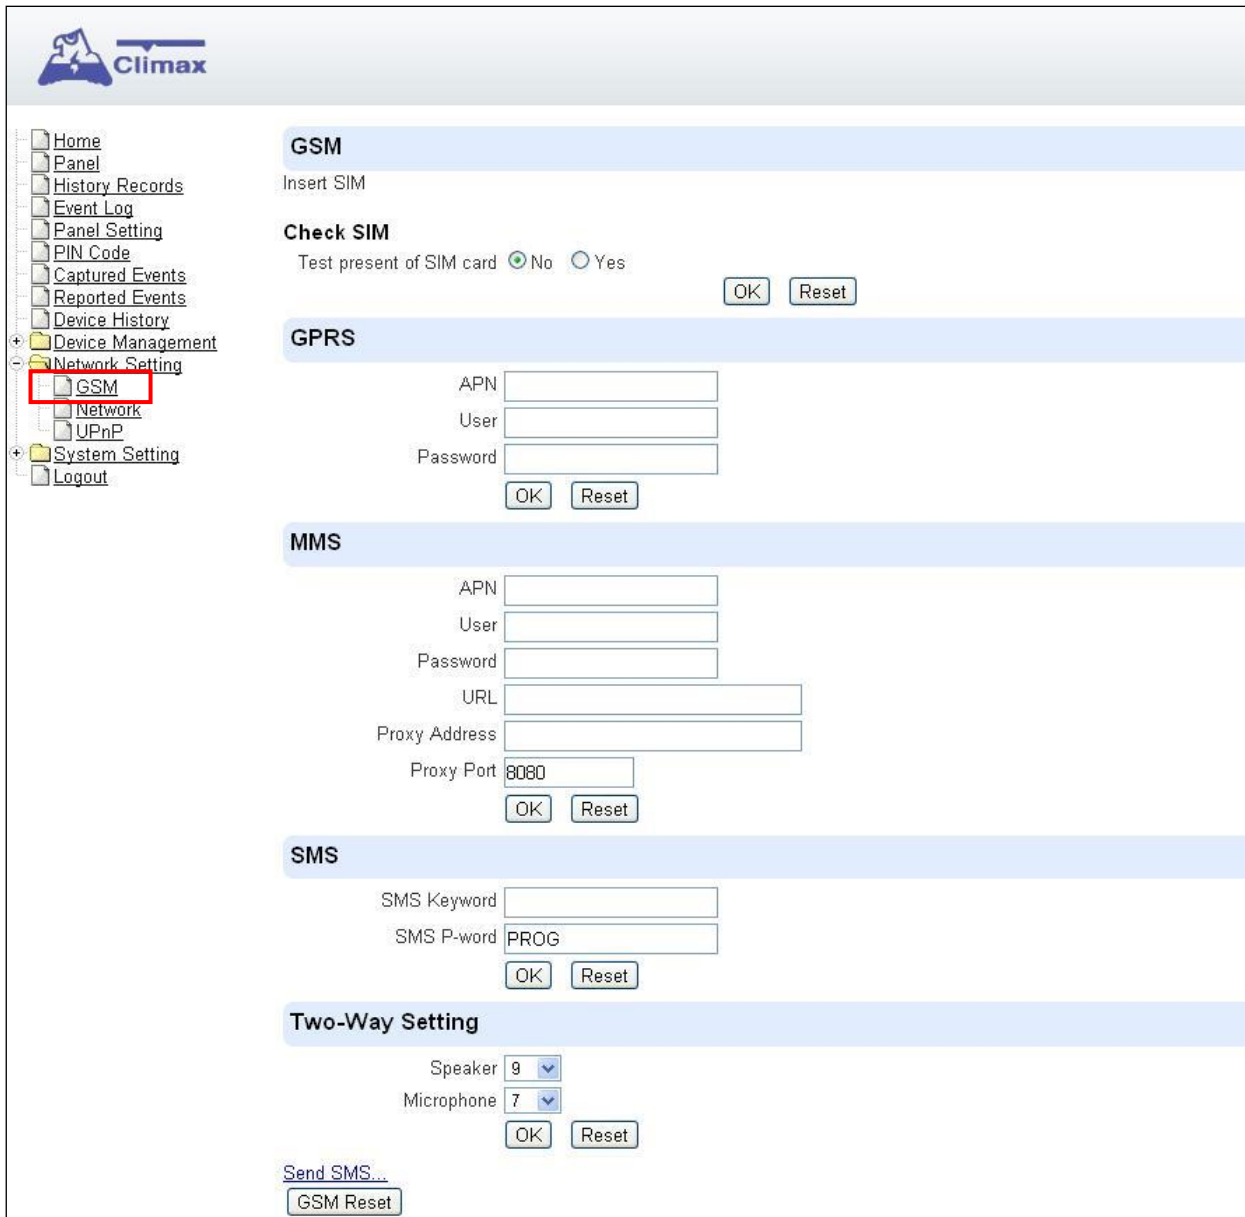 Climax
Home
Panel
History Records
Event Log
Panel Setting
PIN Code
Captured Events
Reported Events
Device History
Device Management
Network Setting
GSM
Network
UPnP
System Setting
Logout
GSM
Insert SIM
Check SIM
Test present of SIM card No Yes
OK Reset
GPRS
APN
User
Password
OK Reset
MMS
APN
User
Password
URL
Proxy Address
Proxy Port 8080
OK Reset
SMS
SMS Keyword
SMS P-word PROG
OK Reset
Two-Way Setting
Speaker 9
Microphone 7
OK Reset
Send SMS...
GSM Reset